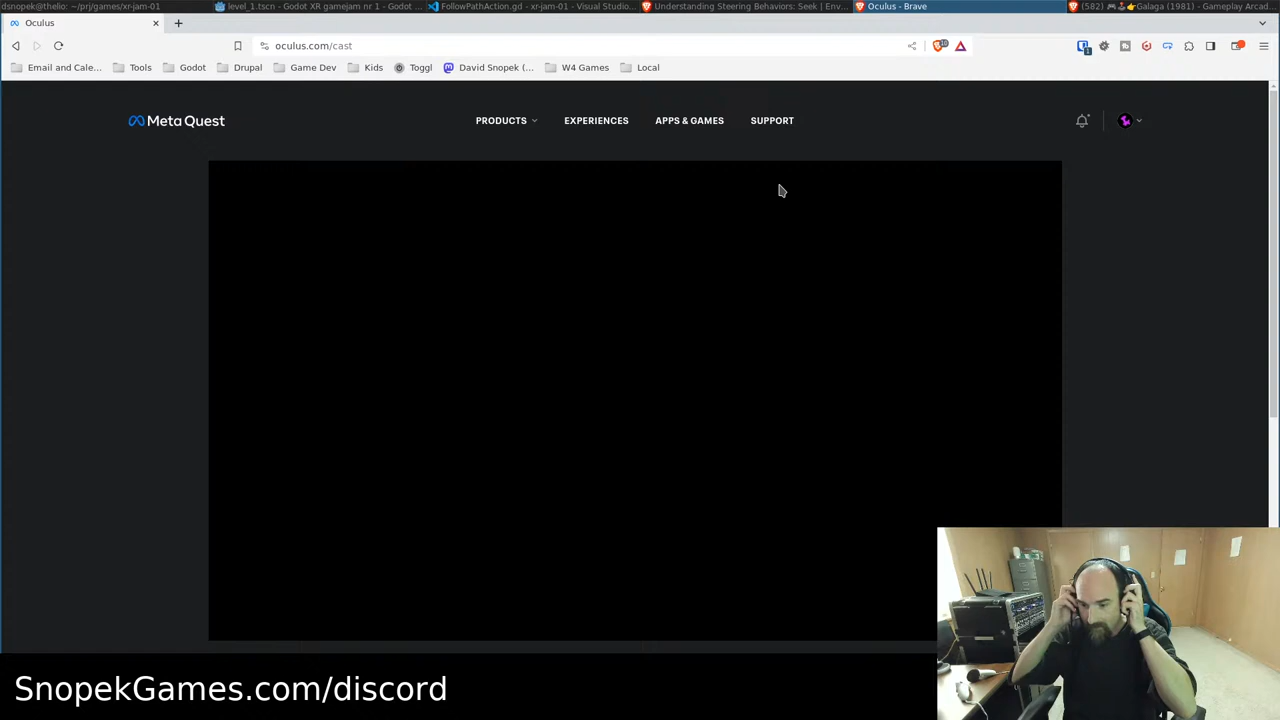 dsnopek@thelio: ~/prj/games/xr-jam-01
level_1.tscn - Godot XR gamejam nr 1 - Godot ...
FollowPathAction.gd - xr-jam-01 - Visual Studio...
Understanding Steering Behaviors: Seek | Env...
Oculus - Brave
(582) 🎮🕹️👉Galaga (1981) - Gameplay Arcad...
Oculus
oculus.com/cast
Email and Cale...
Tools
Godot
Drupal
Game Dev
Kids
Toggl
David Snopek (...
W4 Games
Local
Meta Quest
PRODUCTS
EXPERIENCES
APPS & GAMES
SUPPORT
SnopekGames.com/discord